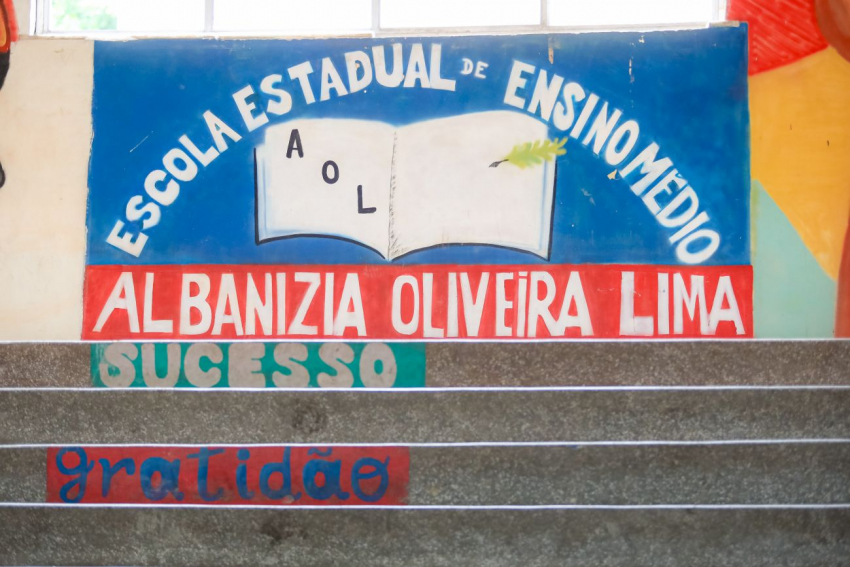 ESCOLA ESTADUAL DE ENSINO MÉDIO
A O L
ALBANIZIA OLIVEIRA LIMA
SUCESSO
gratidão